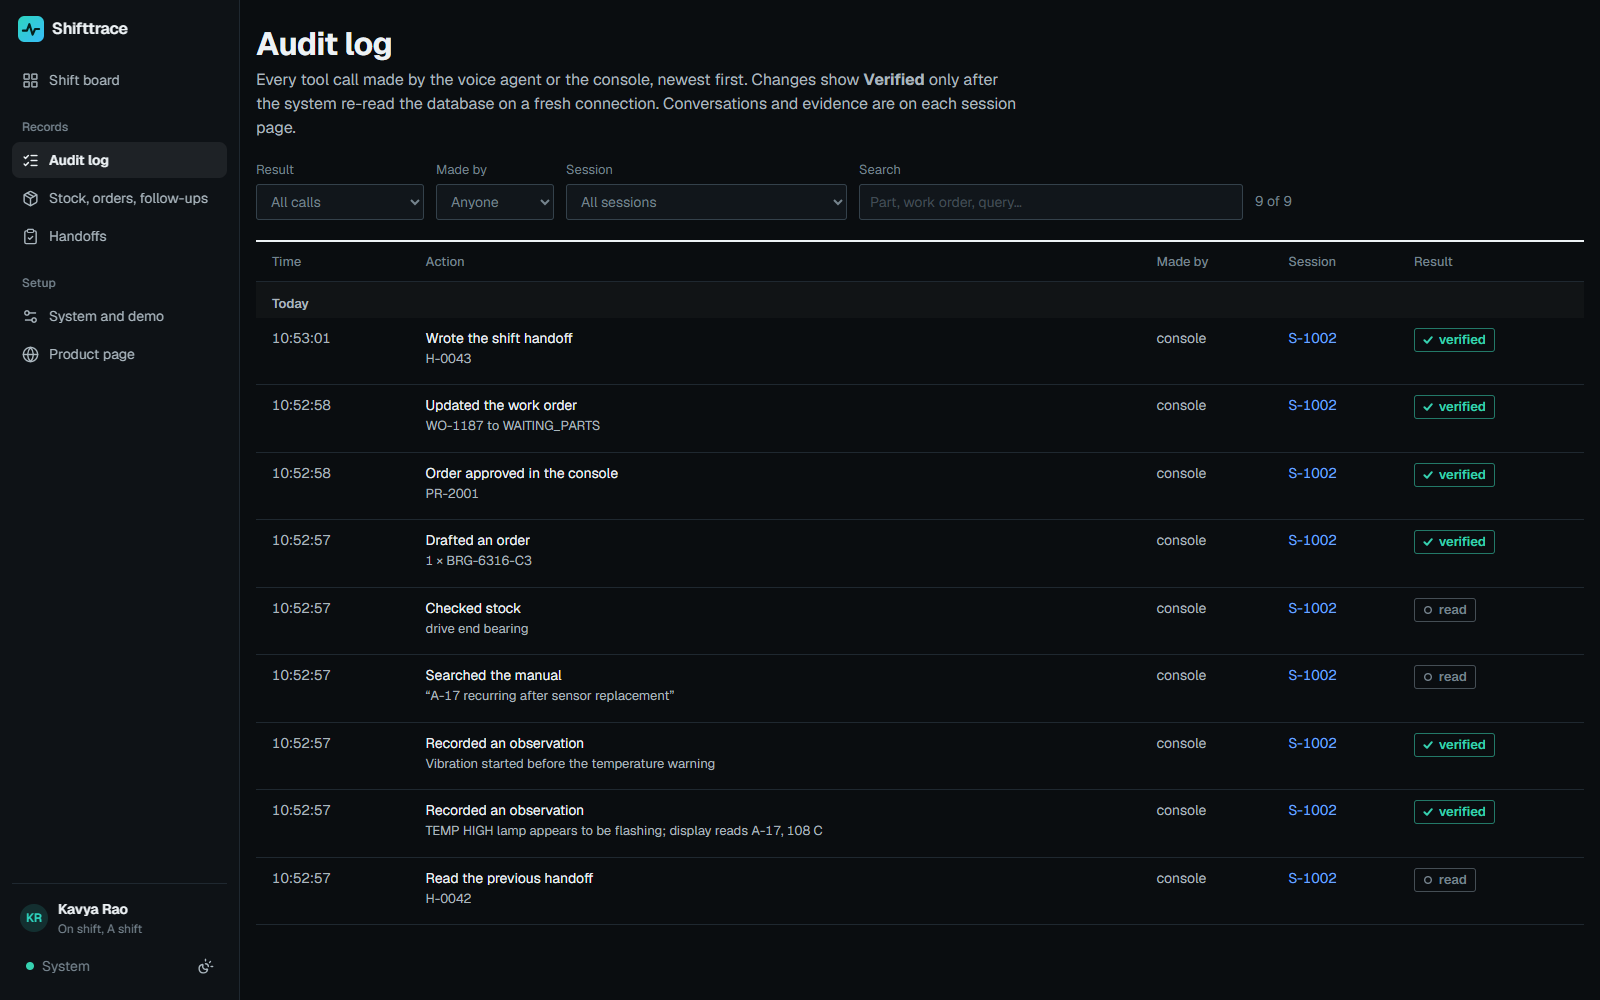 Shifttrace
Shift board
Records
Audit log
Stock, orders, follow-ups
Handoffs
Setup
System and demo
Product page
KR
Kavya Rao
On shift, A shift
System
Audit log
Every tool call made by the voice agent or the console, newest first. Changes show Verified only after
the system re-read the database on a fresh connection. Conversations and evidence are on each session
page.
Result Made by Session Search
All calls Anyone All sessions Part, work order, query... 9 of 9
Time Action Made by Session Result
Today
10:53:01 Wrote the shift handoff console S-1002 verified
H-0043
10:52:58 Updated the work order console S-1002 verified
WO-1187 to WAITING_PARTS
10:52:58 Order approved in the console console S-1002 verified
PR-2001
10:52:57 Drafted an order console S-1002 verified
1 × BRG-6316-C3
10:52:57 Checked stock console S-1002 read
drive end bearing
10:52:57 Searched the manual console S-1002 read
“A-17 recurring after sensor replacement”
10:52:57 Recorded an observation console S-1002 verified
Vibration started before the temperature warning
10:52:57 Recorded an observation console S-1002 verified
TEMP HIGH lamp appears to be flashing; display reads A-17, 108 C
10:52:57 Read the previous handoff console S-1002 read
H-0042